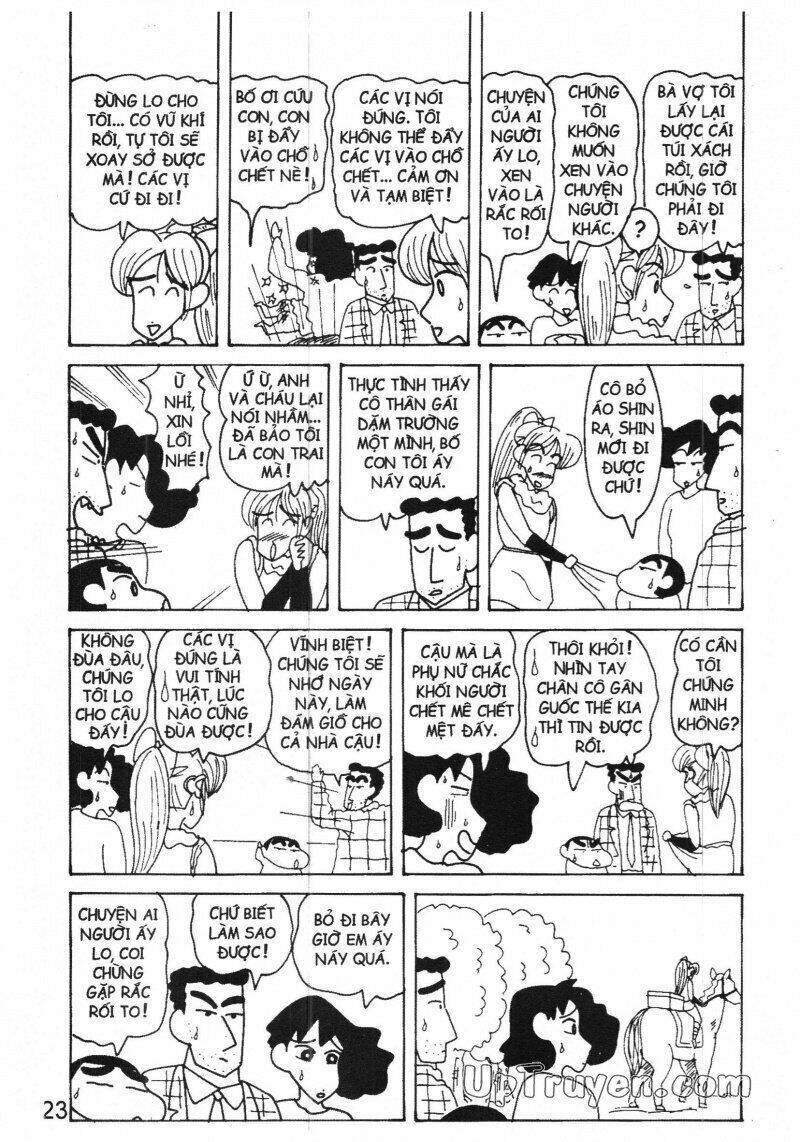 BÀ VỢ TÔI
LẤY LẠI
ĐƯỢC CÁI
TÚI XÁCH
RỒI, GIỜ
CHÚNG TÔI
PHẢI ĐI
ĐÂY!
CHÚNG
TÔI
KHÔNG
MUỐN
XEN VÀO
CHUYỆN
NGƯỜI
KHÁC.
?
CHUYỆN
CỦA AI
NGƯỜI
ẤY LO,
XEN
VÀO LÀ
RẮC RỐI
TO!
CÁC VỊ NÓI
ĐÚNG. TÔI
KHÔNG THỂ ĐẨY
CÁC VỊ VÀO CHỖ
CHẾT... CẢM ƠN
VÀ TẠM BIỆT!
BỐ ƠI CỨU
CON, CON
BỊ ĐẨY
VÀO CHỖ
CHẾT NÈ!
ĐỪNG LO CHO
TÔI... CÓ VŨ KHÍ
RỒI, TỰ TÔI SẼ
XOAY SỞ ĐƯỢC
MÀ! CÁC VỊ
CỨ ĐI ĐI!
CÔ BỎ
ÁO SHIN
RA, SHIN
MỚI ĐI
ĐƯỢC
CHỨ!
THỰC TÌNH THẤY
CÔ THÂN GÁI
DẶM TRƯỜNG
MỘT MÌNH, BỐ
CON TÔI ÁY
NÁY QUÁ.
Ừ Ừ, ANH
VÀ CHÁU LẠI
NÓI NHẦM...
ĐÃ BẢO TÔI
LÀ CON TRAI
MÀ!
Ừ
NHỈ,
XIN
LỖI
NHÉ!
CÓ CẦN
TÔI
CHỨNG
MINH
KHÔNG?
THÔI KHỎI!
NHÌN TAY
CHÂN CÔ GÂN
GUỐC THẾ KIA
THÌ TIN ĐƯỢC
RỒI.
CẬU MÀ LÀ
PHỤ NỮ CHẮC
KHỐI NGƯỜI
CHẾT MÊ CHẾT
MỆT ĐẤY.
VĨNH BIỆT!
CHÚNG TÔI SẼ
NHỚ NGÀY
NÀY, LÀM
ĐÁM GIỖ CHO
CẢ NHÀ CẬU!
CÁC VỊ
ĐÚNG LÀ
VUI TÍNH
THẬT, LÚC
NÀO CŨNG
ĐÙA ĐƯỢC!
KHÔNG
ĐÙA ĐÂU,
CHÚNG
TÔI LO
CHO CẬU
ĐẤY!
BỎ ĐI BÂY
GIỜ EM ÁY
NÁY QUÁ.
CHỨ BIẾT
LÀM SAO
ĐƯỢC!
CHUYỆN AI
NGƯỜI ẤY
LO, COI
CHỪNG
GẶP RẮC
RỐI TO!
UpTruyen.com
23